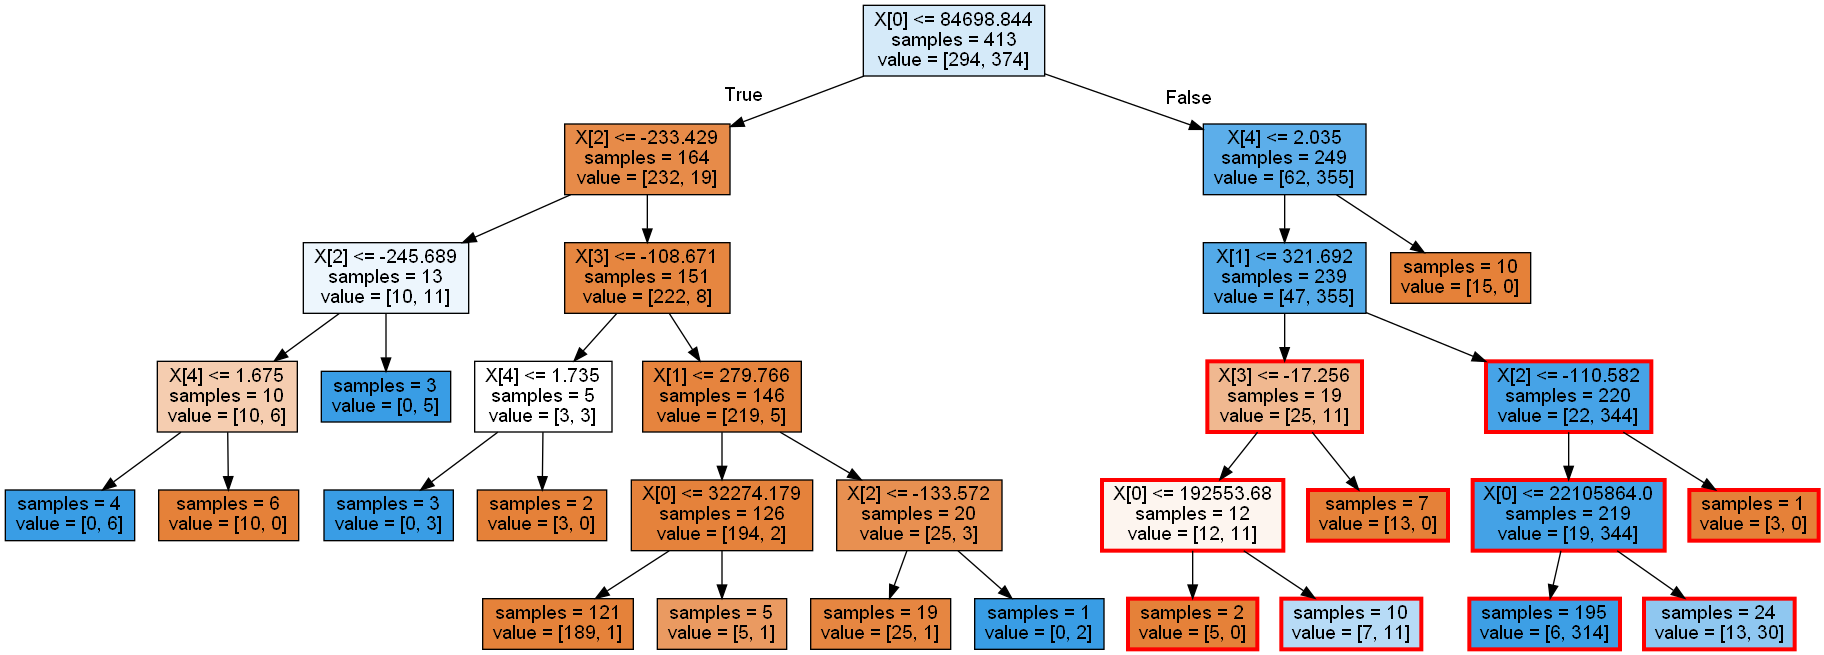 X[0] <= 84698.844
samples = 413
value = [294, 374]
True
False
X[2] <= -233.429
samples = 164
value = [232, 19]
X[4] <= 2.035
samples = 249
value = [62, 355]
X[2] <= -245.689
samples = 13
value = [10, 11]
X[3] <= -108.671
samples = 151
value = [222, 8]
X[1] <= 321.692
samples = 239
value = [47, 355]
samples = 10
value = [15, 0]
X[4] <= 1.675
samples = 10
value = [10, 6]
samples = 3
value = [0, 5]
X[4] <= 1.735
samples = 5
value = [3, 3]
X[1] <= 279.766
samples = 146
value = [219, 5]
X[3] <= -17.256
samples = 19
value = [25, 11]
X[2] <= -110.582
samples = 220
value = [22, 344]
samples = 4
value = [0, 6]
samples = 6
value = [10, 0]
samples = 3
value = [0, 3]
samples = 2
value = [3, 0]
X[0] <= 32274.179
samples = 126
value = [194, 2]
X[2] <= -133.572
samples = 20
value = [25, 3]
X[0] <= 192553.68
samples = 12
value = [12, 11]
samples = 7
value = [13, 0]
X[0] <= 22105864.0
samples = 219
value = [19, 344]
samples = 1
value = [3, 0]
samples = 121
value = [189, 1]
samples = 5
value = [5, 1]
samples = 19
value = [25, 1]
samples = 1
value = [0, 2]
samples = 2
value = [5, 0]
samples = 10
value = [7, 11]
samples = 195
value = [6, 314]
samples = 24
value = [13, 30]